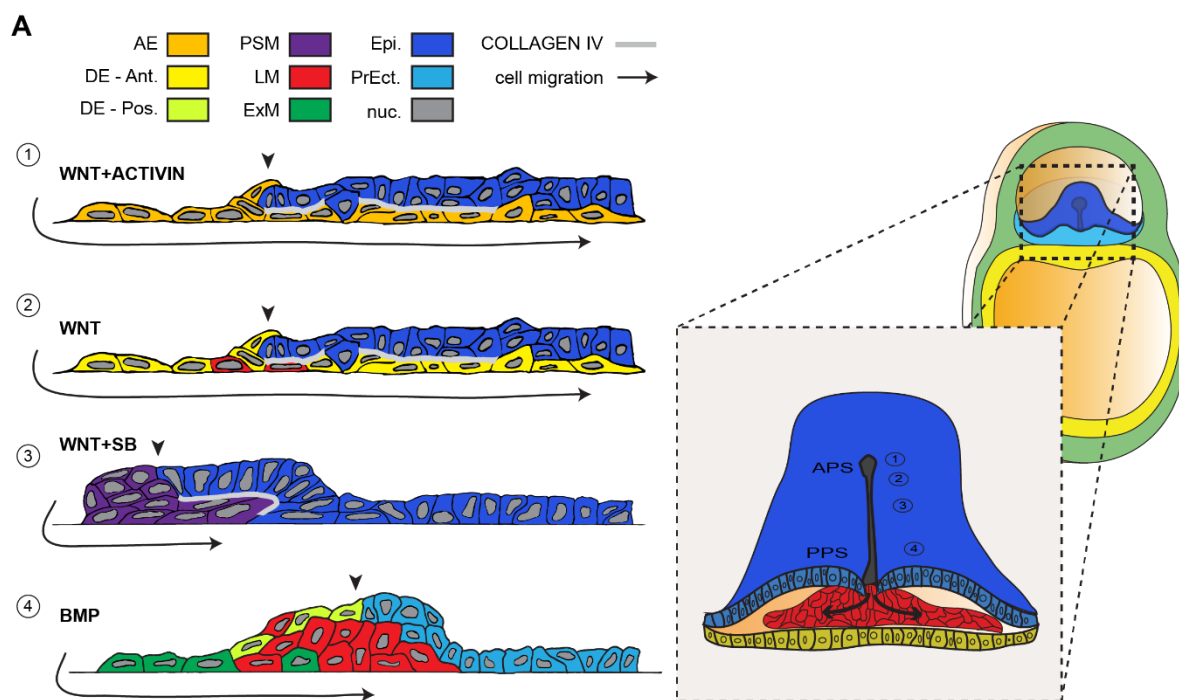 A
AE PSM Epi. COLLAGEN IV
DE - Ant. LM PrEct. cell migration
DE - Pos. ExM nuc.
1 WNT+ACTIVIN
2 WNT
3 WNT+SB
4 BMP
APS 1
2
3
PPS 4